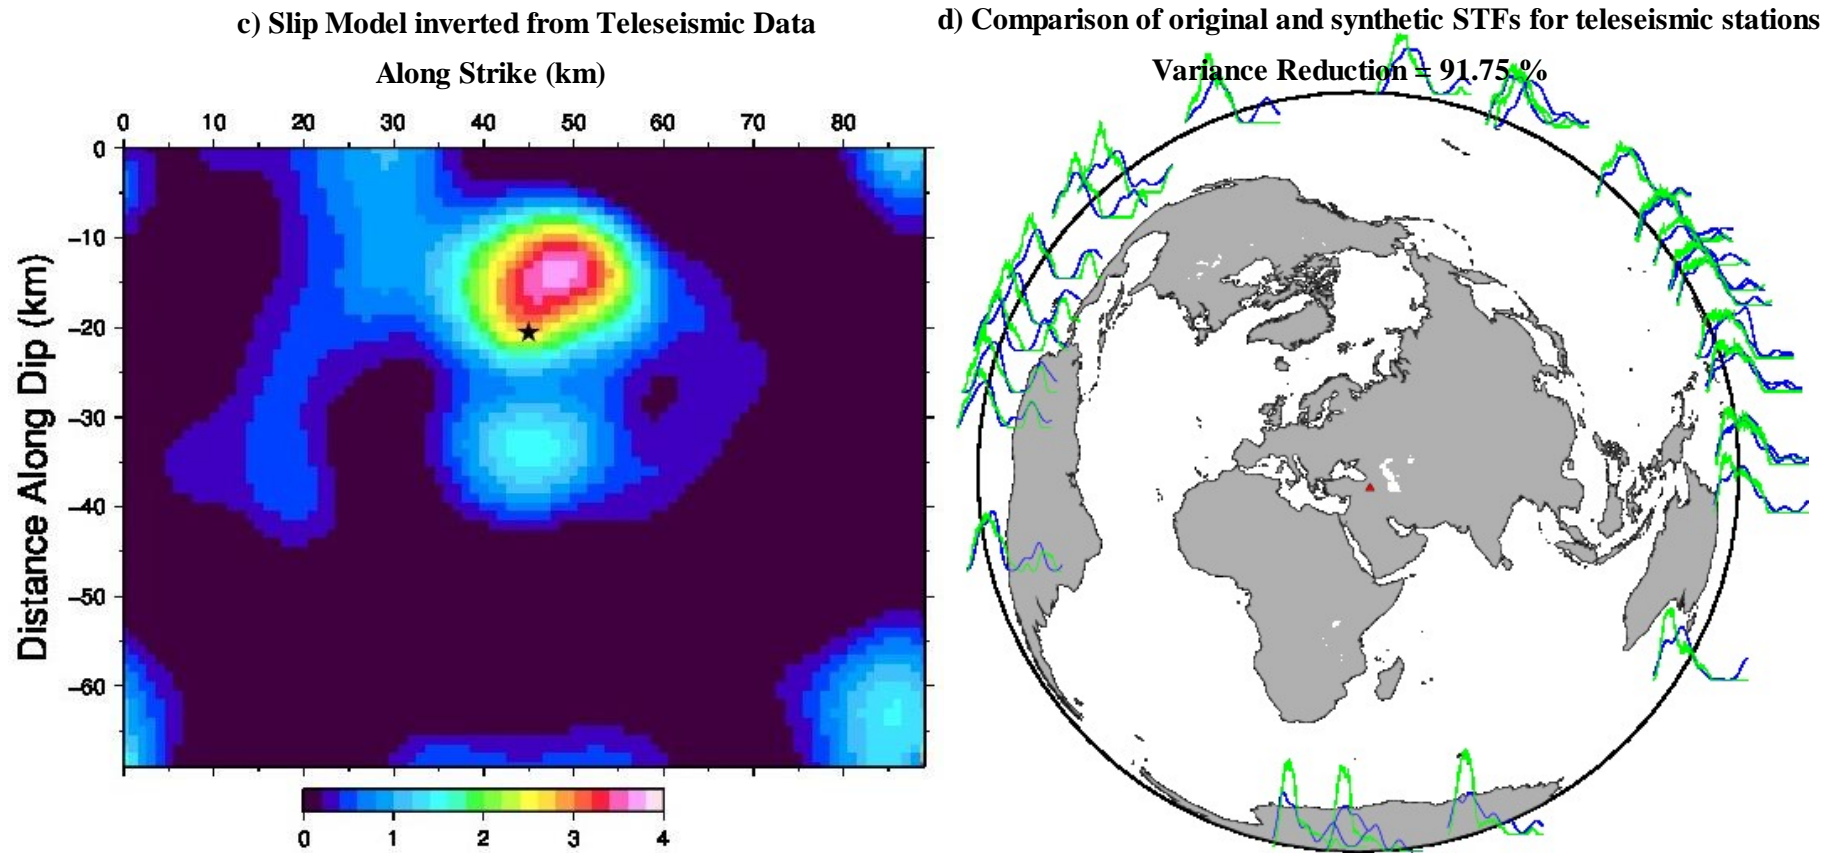 c) Slip Model inverted from Teleseismic Data
Along Strike (km)
0 10 20 30 40 50 60 70 80
Distance Along Dip (km)
0
−10
−20
−30
−40
−50
−60
0 1 2 3 4
d) Comparison of original and synthetic STFs for teleseismic stations
Variance Reduction = 91.75 %